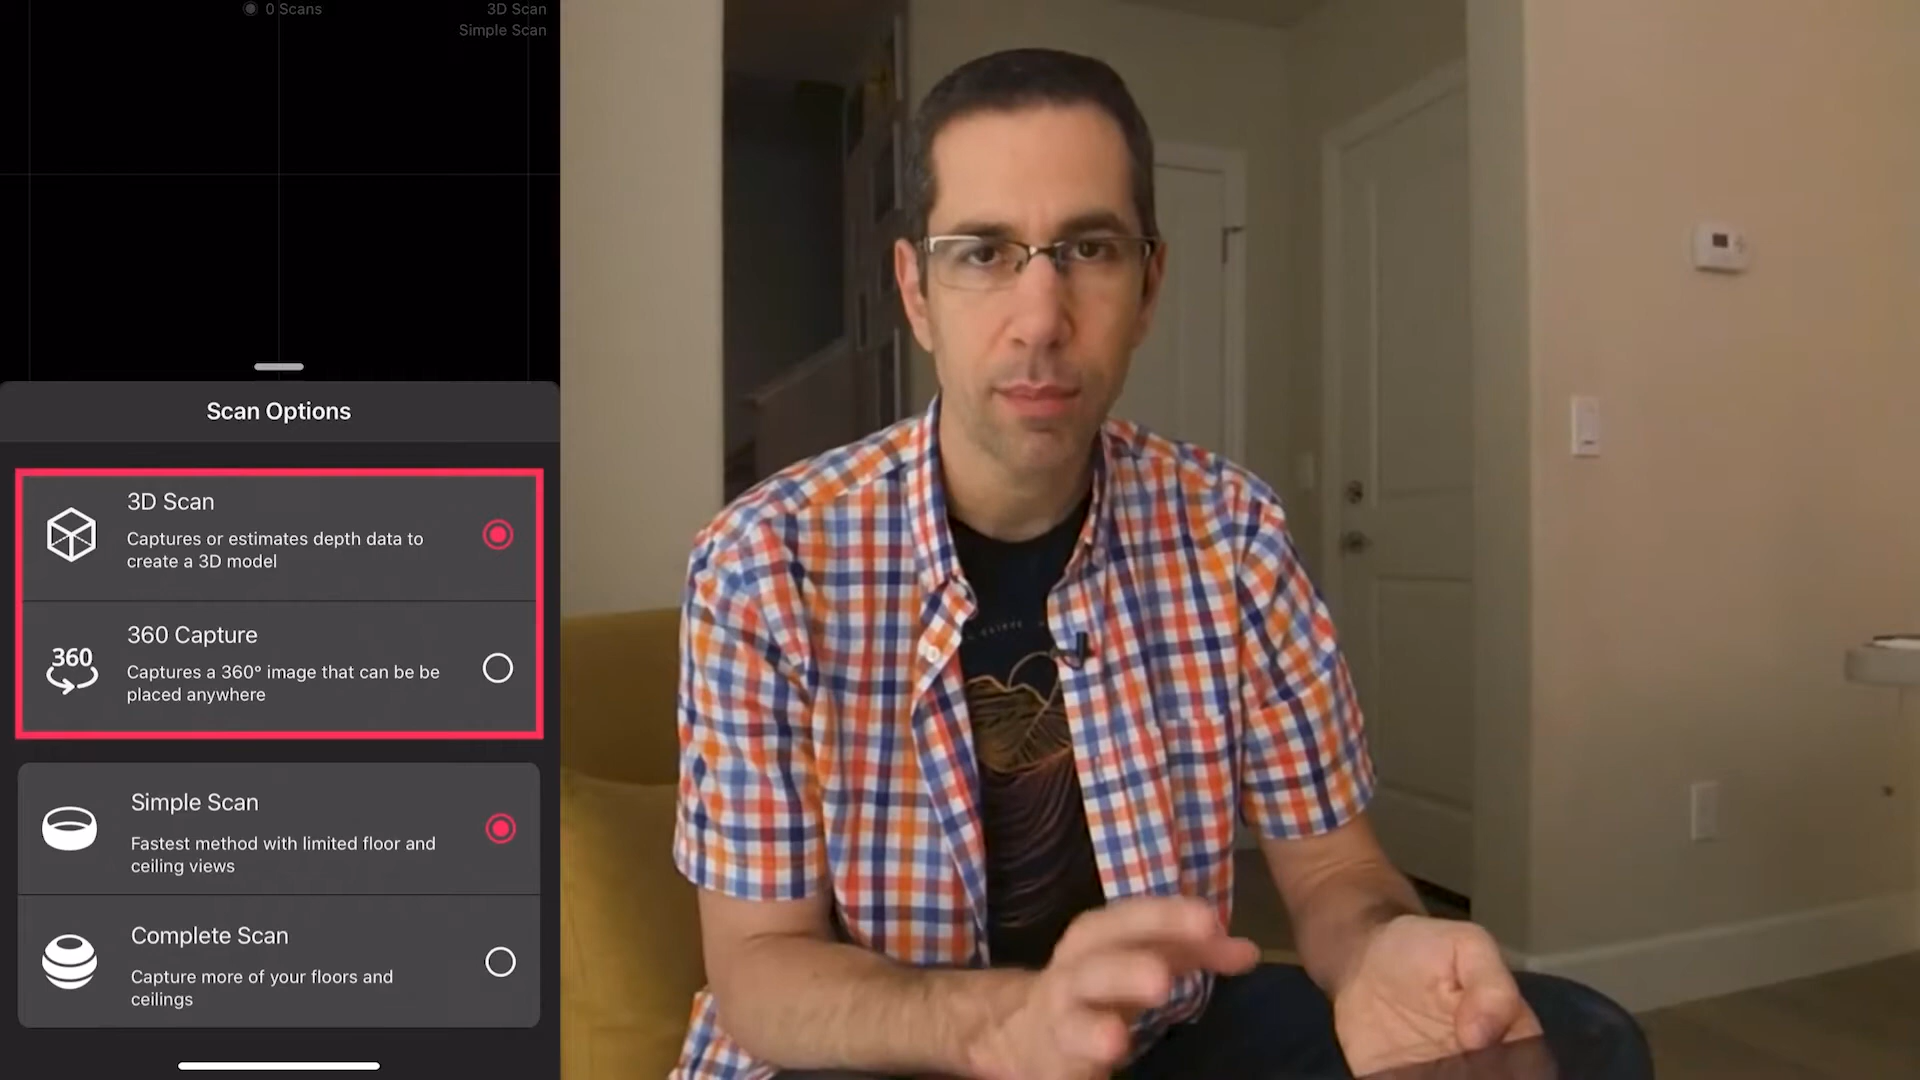 0 Scans
3D Scan
Simple Scan
Scan Options
3D Scan
Captures or estimates depth data to
create a 3D model
360
360 Capture
Captures a 360° image that can be be
placed anywhere
Simple Scan
Fastest method with limited floor and
ceiling views
Complete Scan
Capture more of your floors and
ceilings